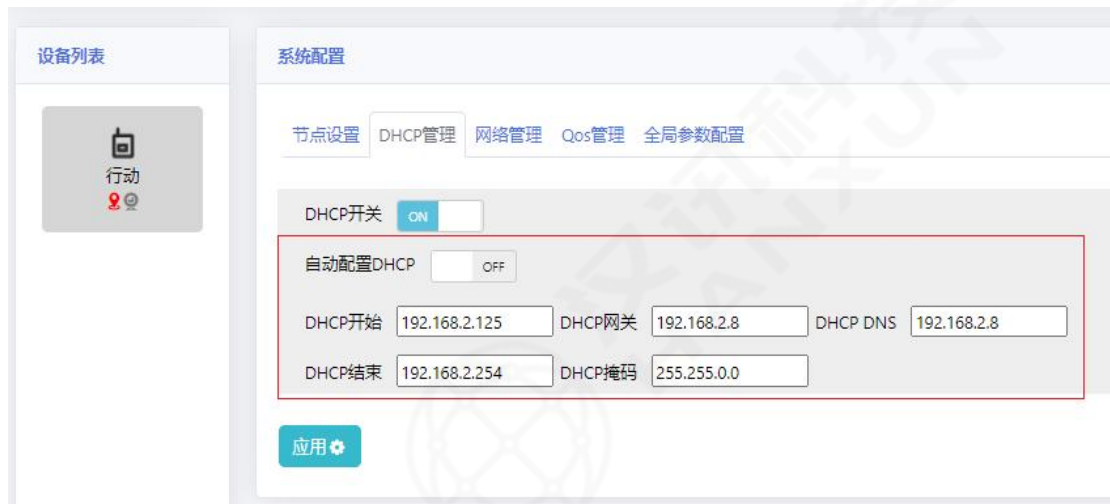 设备列表
行动
系统配置
节点设置 DHCP管理 网络管理 Qos管理 全局参数配置
DHCP开关 ON
自动配置DHCP OFF
DHCP开始 192.168.2.125 DHCP网关 192.168.2.8 DHCP DNS 192.168.2.8
DHCP结束 192.168.2.254 DHCP掩码 255.255.0.0
应用
汉讯科技
HANXUN